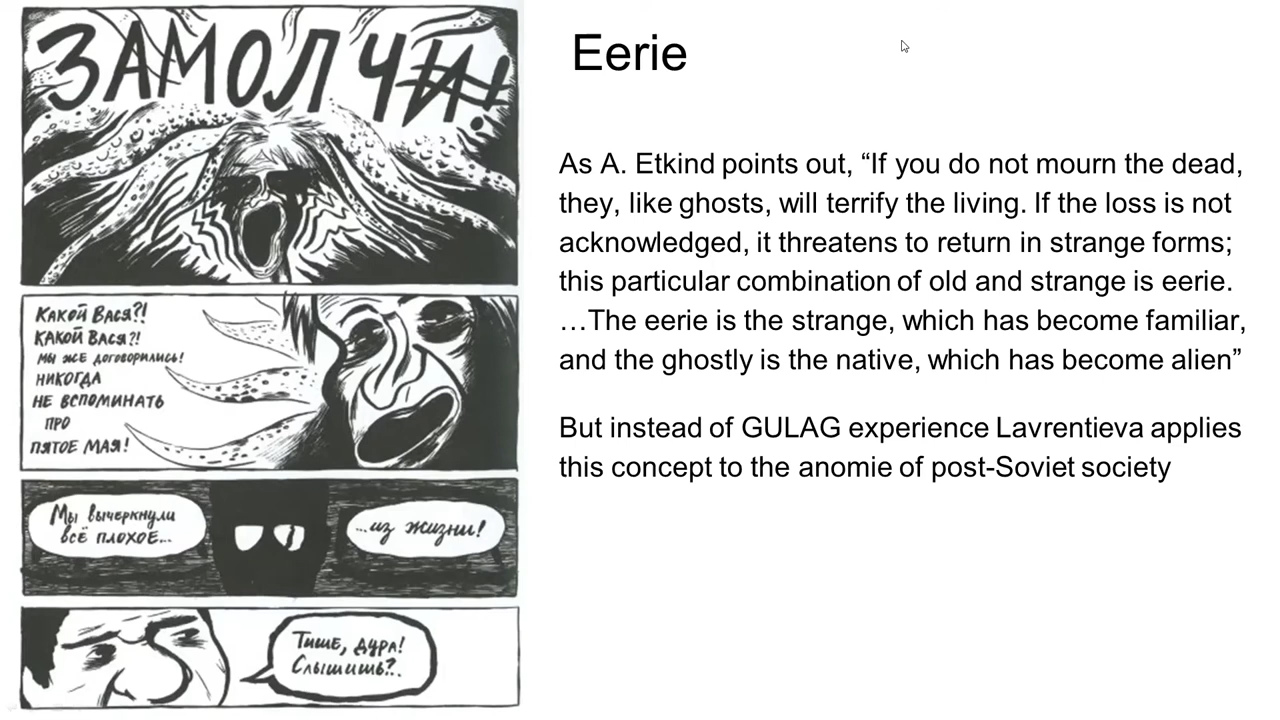 ЗАМОЛЧИ!
КАКОЙ ВАСЯ?!
КАКОЙ ВАСЯ?!
МЫ ЖЕ ДОГОВОРИЛИСЬ!
НИКОГДА
НЕ ВСПОМИНАТЬ
ПРО
ПЯТОЕ МАЯ!
Мы вычеркнули
всё плохое...
...из жизни!
Тише, дура!
Слышишь?..
Eerie
As A. Etkind points out, “If you do not mourn the dead,
they, like ghosts, will terrify the living. If the loss is not
acknowledged, it threatens to return in strange forms;
this particular combination of old and strange is eerie.
…The eerie is the strange, which has become familiar,
and the ghostly is the native, which has become alien”
But instead of GULAG experience Lavrentieva applies
this concept to the anomie of post-Soviet society